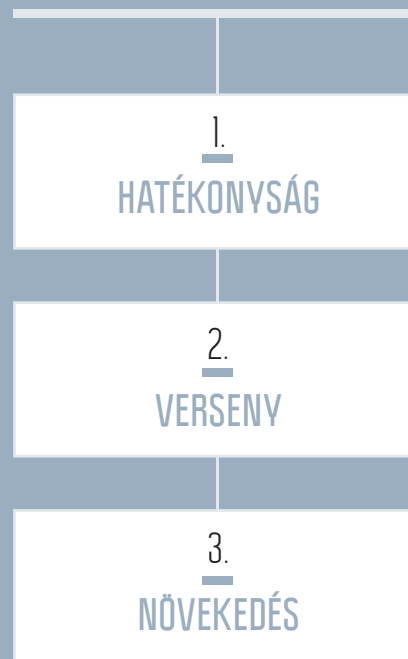 1.
HATÉKONYSÁG
2.
VERSENY
3.
NÖVEKEDÉS